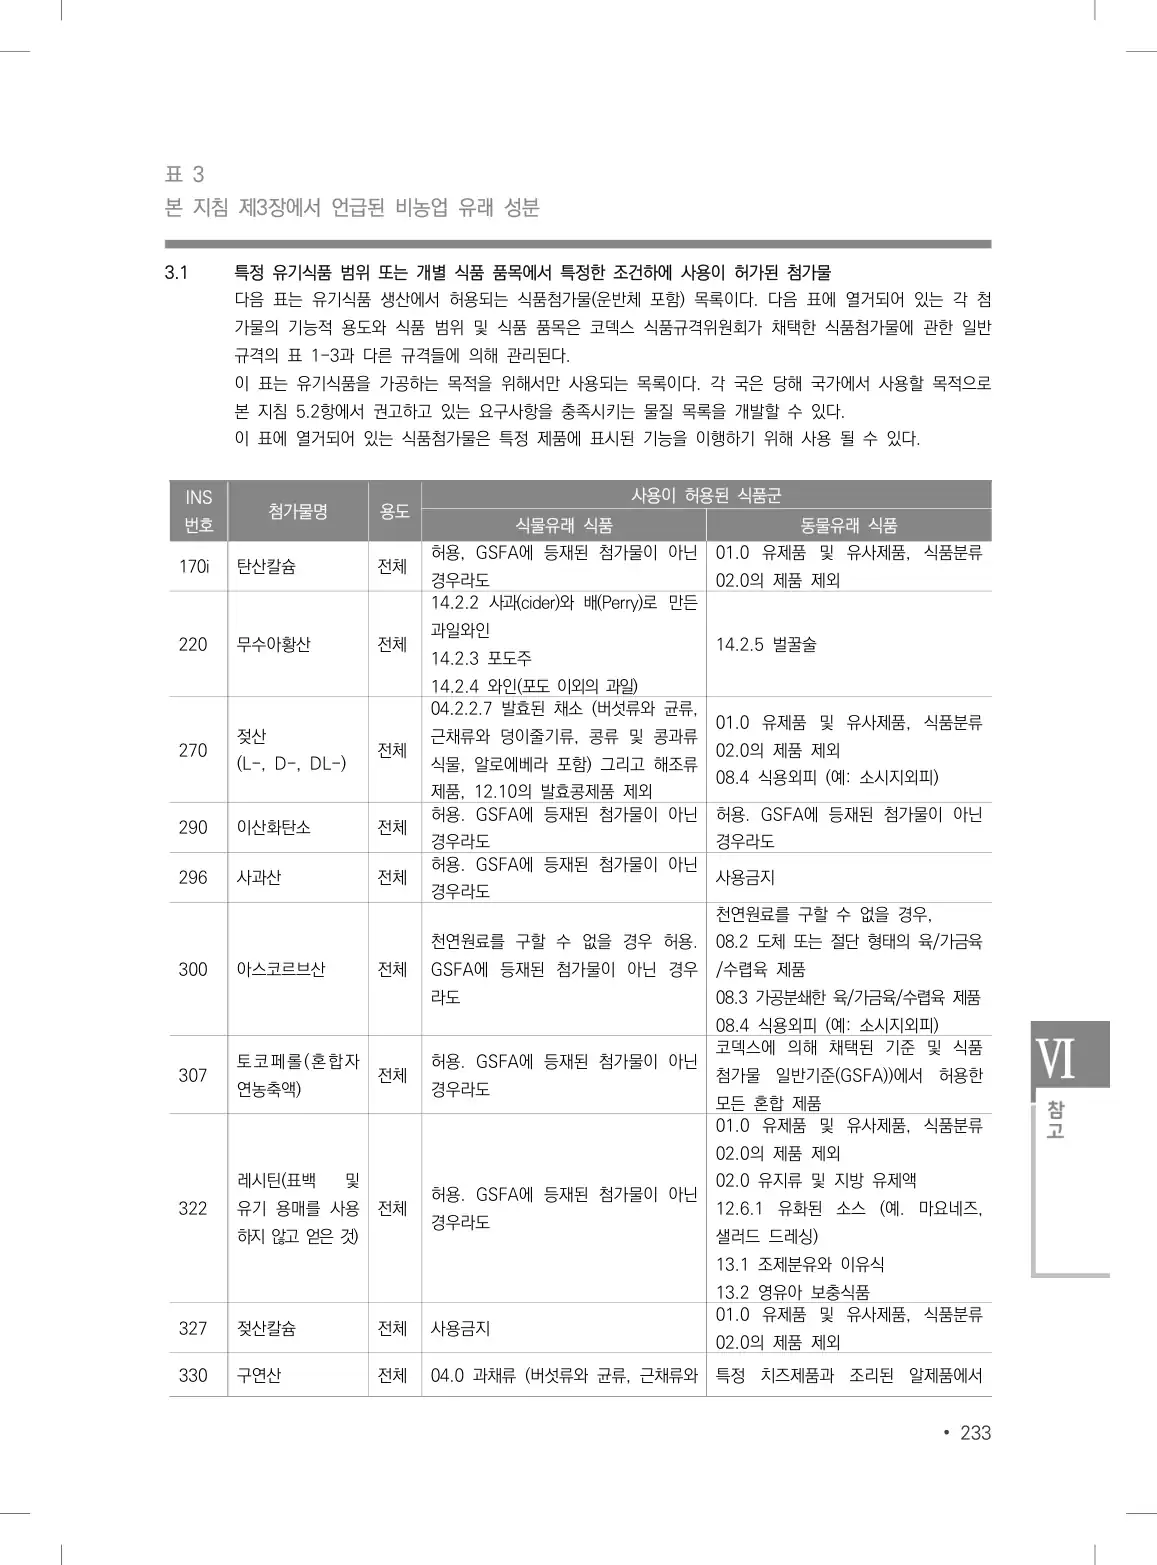 표 3
본 지침 제3장에서 언급된 비농업 유래 성분
3.1 특정 유기식품 범위 또는 개별 식품 품목에서 특정한 조건하에 사용이 허가된 첨가물
다음 표는 유기식품 생산에서 허용되는 식품첨가물(운반체 포함) 목록이다. 다음 표에 열거되어 있는 각 첨
가물의 기능적 용도와 식품 범위 및 식품 품목은 코덱스 식품규격위원회가 채택한 식품첨가물에 관한 일반
규격의 표 1-3과 다른 규격들에 의해 관리된다.
이 표는 유기식품을 가공하는 목적을 위해서만 사용되는 목록이다. 각 국은 당해 국가에서 사용할 목적으로
본 지침 5.2항에서 권고하고 있는 요구사항을 충족시키는 물질 목록을 개발할 수 있다.
이 표에 열거되어 있는 식품첨가물은 특정 제품에 표시된 기능을 이행하기 위해 사용 될 수 있다.
INS
번호
첨가물명
용도
사용이 허용된 식품군
식물유래 식품
동물유래 식품
170i
탄산칼슘
전체
허용, GSFA에 등재된 첨가물이 아닌
경우라도
01.0 유제품 및 유사제품, 식품분류
02.0의 제품 제외
220
무수아황산
전체
14.2.2 사과(cider)와 배(Perry)로 만든
과일와인
14.2.3 포도주
14.2.4 와인(포도 이외의 과일)
14.2.5 벌꿀술
270
젖산
(L-, D-, DL-)
전체
04.2.2.7 발효된 채소 (버섯류와 균류,
근채류와 덩이줄기류, 콩류 및 콩과류
식물, 알로에베라 포함) 그리고 해조류
제품, 12.10의 발효콩제품 제외
01.0 유제품 및 유사제품, 식품분류
02.0의 제품 제외
08.4 식용외피 (예: 소시지외피)
290
이산화탄소
전체
허용. GSFA에 등재된 첨가물이 아닌
경우라도
허용. GSFA에 등재된 첨가물이 아닌
경우라도
296
사과산
전체
허용. GSFA에 등재된 첨가물이 아닌
경우라도
사용금지
300
아스코르브산
전체
천연원료를 구할 수 없을 경우 허용.
GSFA에 등재된 첨가물이 아닌 경우
라도
천연원료를 구할 수 없을 경우,
08.2 도체 또는 절단 형태의 육/가금육
/수렵육 제품
08.3 가공분쇄한 육/가금육/수렵육 제품
08.4 식용외피 (예: 소시지외피)
307
토코페롤(혼합자
연농축액)
전체
허용. GSFA에 등재된 첨가물이 아닌
경우라도
코덱스에 의해 채택된 기준 및 식품
첨가물 일반기준(GSFA))에서 허용한
모든 혼합 제품
322
레시틴(표백 및
유기 용매를 사용
하지 않고 얻은 것)
전체
허용. GSFA에 등재된 첨가물이 아닌
경우라도
01.0 유제품 및 유사제품, 식품분류
02.0의 제품 제외
02.0 유지류 및 지방 유제액
12.6.1 유화된 소스 (예. 마요네즈,
샐러드 드레싱)
13.1 조제분유와 이유식
13.2 영유아 보충식품
327
젖산칼슘
전체
사용금지
01.0 유제품 및 유사제품, 식품분류
02.0의 제품 제외
330
구연산
전체
04.0 과채류 (버섯류와 균류, 근채류와
특정 치즈제품과 조리된 알제품에서
Ⅵ
참
고
• 233